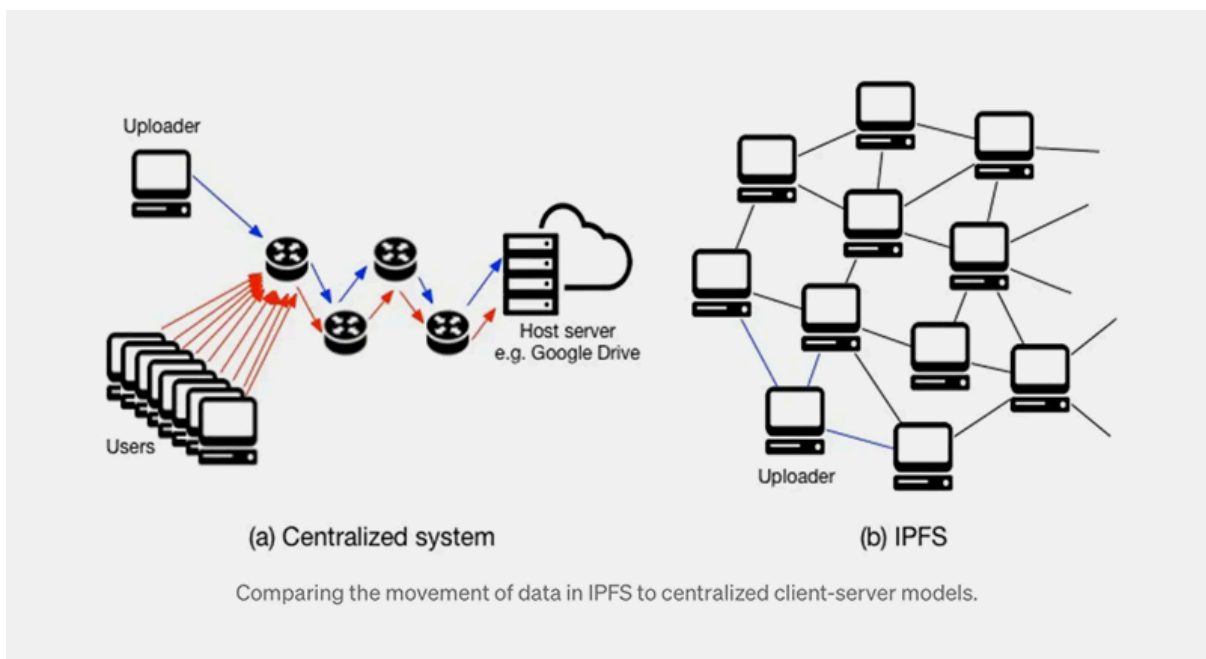 Uploader
Host server
e.g. Google Drive
Users
Uploader
(a) Centralized system
(b) IPFS
Comparing the movement of data in IPFS to centralized client-server models.